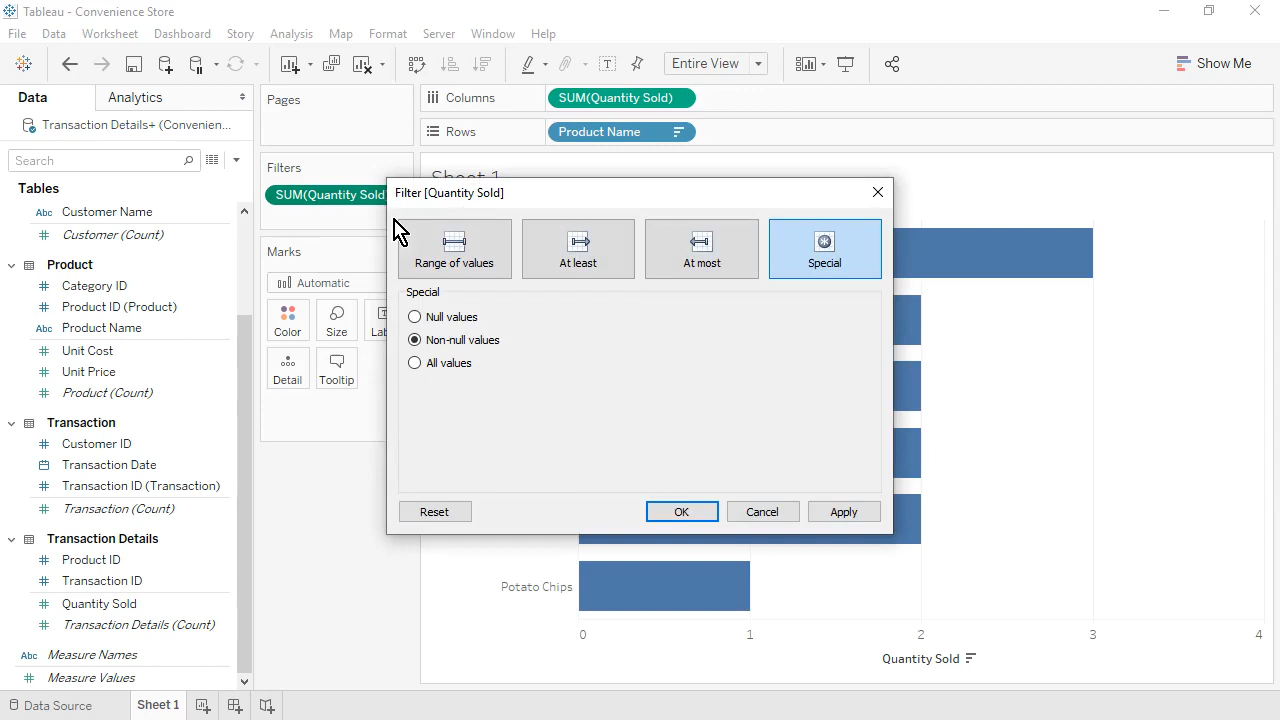 Tableau - Convenience Store
File Data Worksheet Dashboard Story Analysis Map Format Server Window Help
Entire View
Show Me
Data
Analytics
Pages
Columns
SUM(Quantity Sold)
Transaction Details+ (Convenien...
Rows
Product Name
Search
Filters
Tables
SUM(Quantity Sold
Filter [Quantity Sold]
Range of values
At least
At most
Special
Special
Null values
Non-null values
All values
Reset
OK
Cancel
Apply
Marks
Automatic
Color
Size
Detail
Tooltip
Abc Customer Name
Customer (Count)
Product
Category ID
Product ID (Product)
Abc Product Name
Unit Cost
Unit Price
Product (Count)
Transaction
Customer ID
Transaction Date
Transaction ID (Transaction)
Transaction (Count)
Transaction Details
Product ID
Transaction ID
Quantity Sold
Transaction Details (Count)
Abc Measure Names
Measure Values
Potato Chips
0 1 2 3 4
Quantity Sold
Data Source
Sheet 1